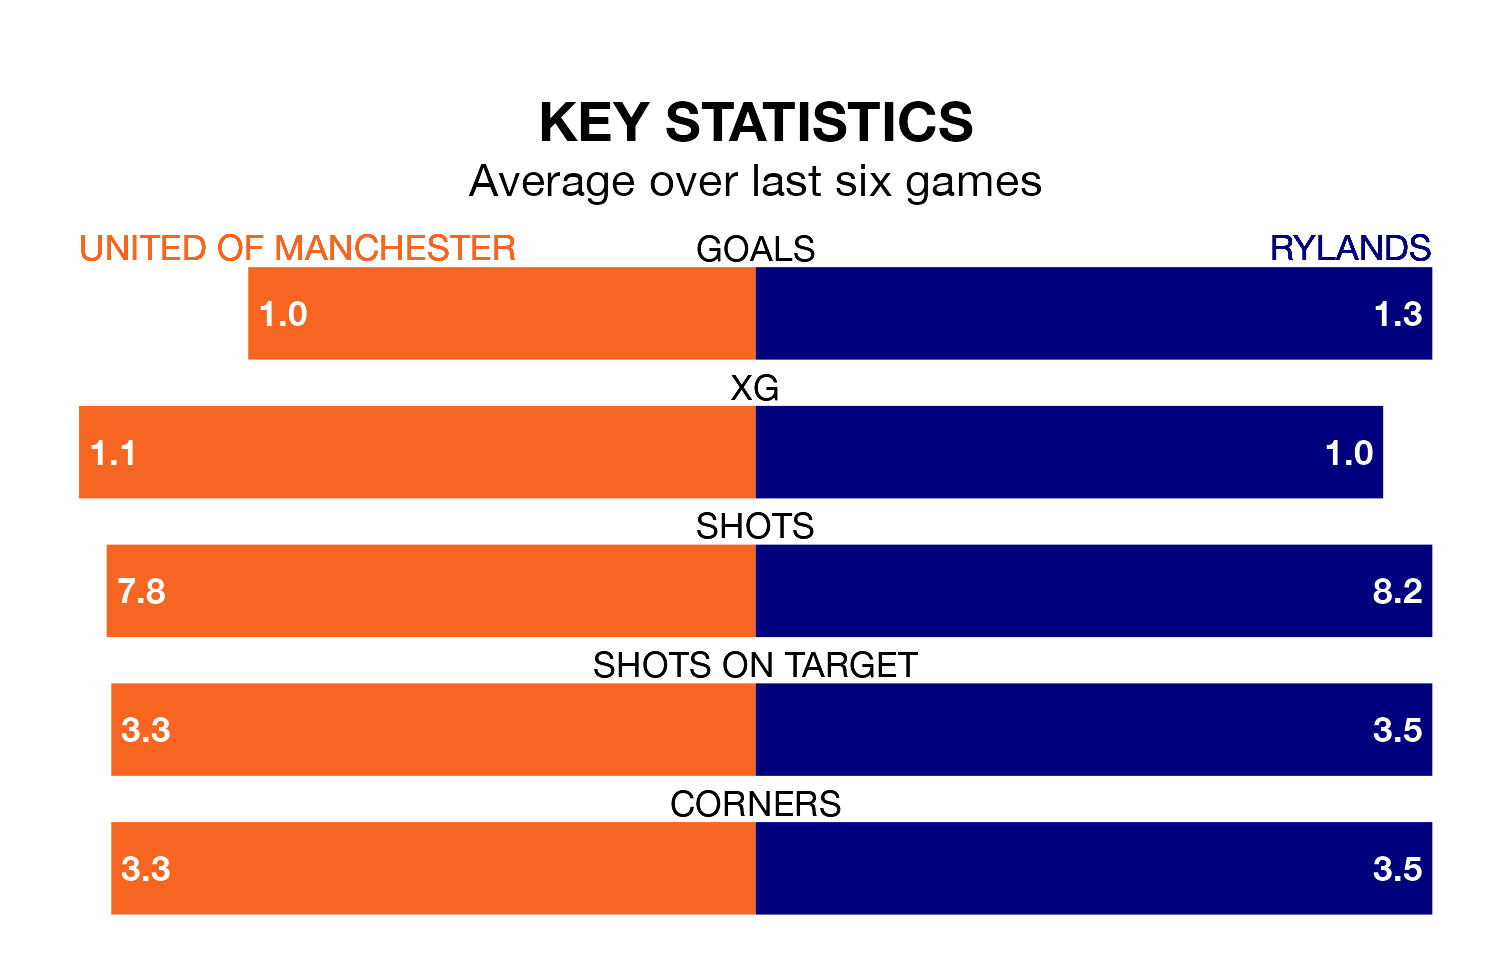 KEY STATISTICS
Average over last six games
UNITED OF MANCHESTER GOALS RYLANDS
1.0 1.3
XG
1.1 1.0
SHOTS
7.8 8.2
SHOTS ON TARGET
3.3 3.5
CORNERS
3.3 3.5